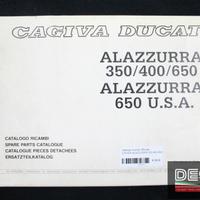 CAGIVA DUCATI
ALAZZURRA
350/400/650
ALAZZURRA
650 U.S.A.
CATALOGO RICAMBI
SPARE PARTS CATALOGUE
CATALOGUE PIECES DETACHEES
ERSATZTEILKATALOG